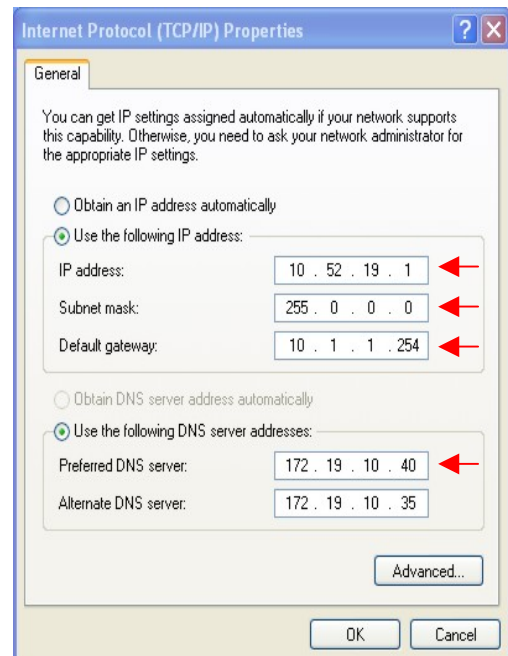 Internet Protocol (TCP/IP) Properties
General
You can get IP settings assigned automatically if your network supports
this capability. Otherwise, you need to ask your network administrator for
the appropriate IP settings.
Obtain an IP address automatically
Use the following IP address:
IP address: 10 . 52 . 19 . 1
Subnet mask: 255 . 0 . 0 . 0
Default gateway: 10 . 1 . 1 . 254
Obtain DNS server address automatically
Use the following DNS server addresses:
Preferred DNS server: 172 . 19 . 10 . 40
Alternate DNS server: 172 . 19 . 10 . 35
Advanced...
OK Cancel